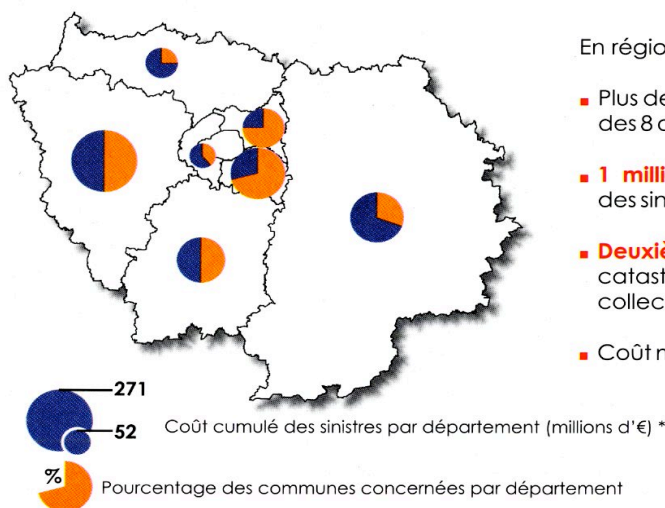 En régio
Plus de
des 8 d
1 milli
des sin
Deuxiè
catast
collec
Coût n
271
52
Coût cumulé des sinistres par département (millions d'€) *
%
Pourcentage des communes concernées par département